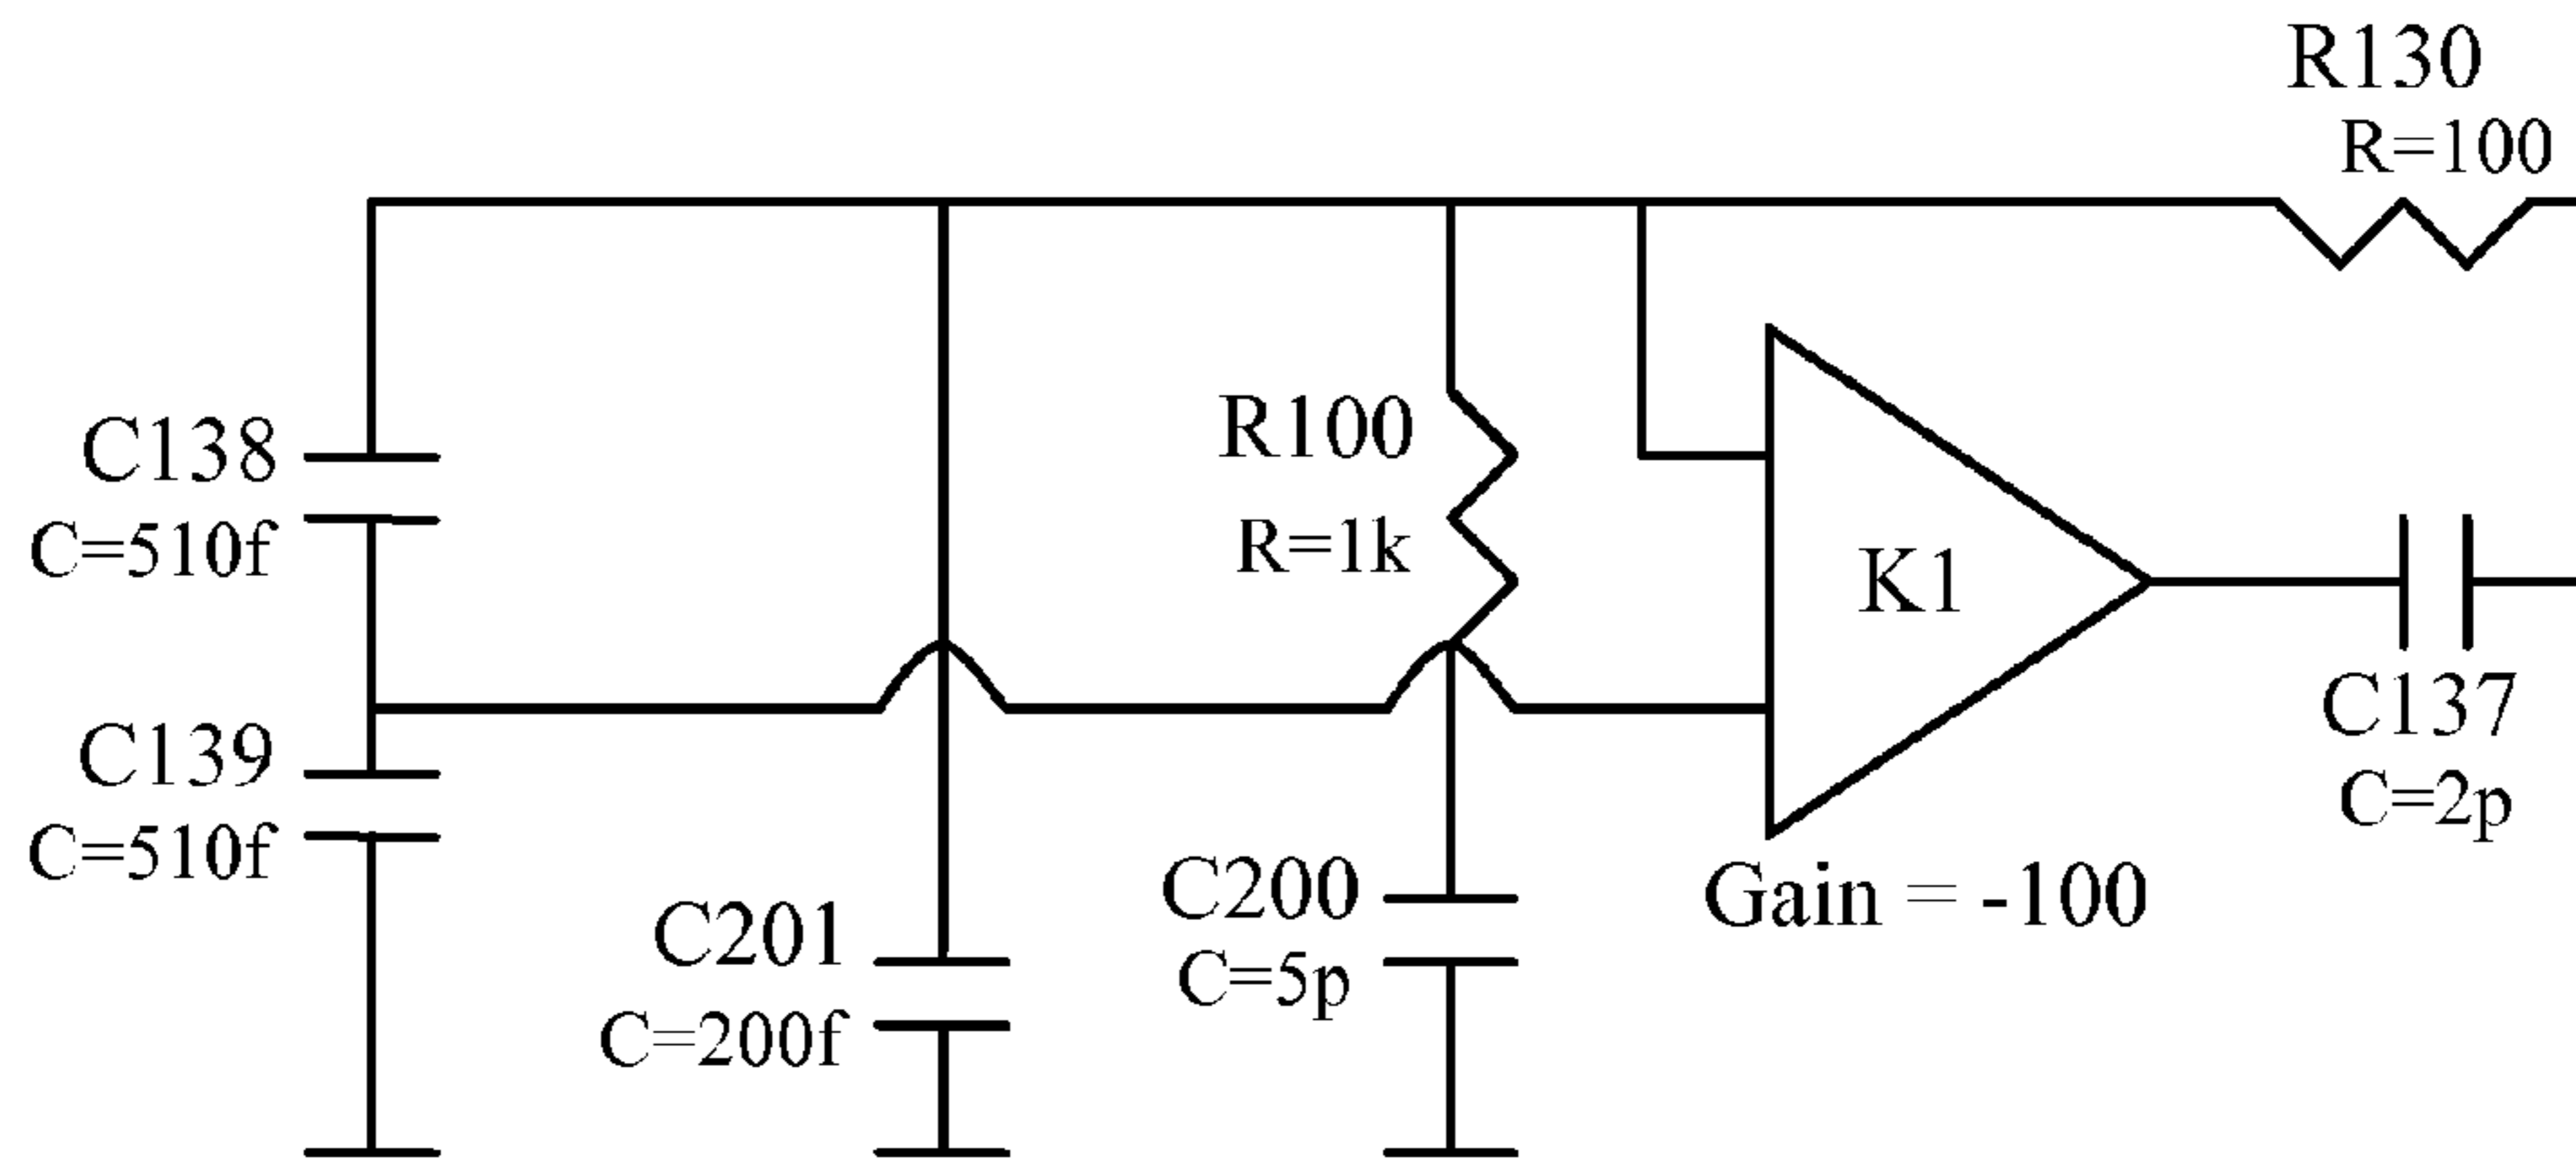 R130
R=100
C138
C=510f
R100
R=1k
K1
C139
C=510f
C137
C=2p
C201
C=200f
C200
C=5p
Gain = -100